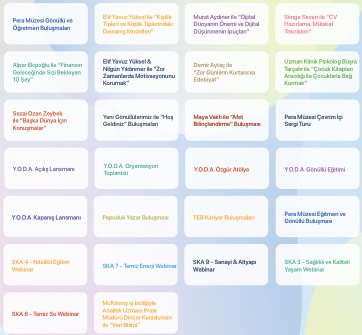 Pera Müzesi Gönüllü ve
Öğretmen Buluşmaları
Elif Yavuz Yüksel ile "Kişilik
Tipleri ve Kişilik Tiplerindeki
Davranış Modelleri"
Murat Aydıner ile "Dijital
Dünyanın Önemi ve Dijital
Düşünmenin İpuçları"
Simge Seven ile "CV
Hazırlama, Mülakat
Teknikleri"
Alper Bişioğlu ile "Finansın
Geleceğinde Sizi Bekleyen
10 Şey"
Elif Yavuz Yüksel &
Nilgün Yıldırımer ile "Zor
Zamanlarda Motivasyonunu
Korumak"
Demir Aytaç ile
"Zor Günlerin Kurtarıcısı
Edebiyat"
Uzman Klinik Psikolog Büşra
Tarçalır ile "Çocuk Kitapları
Aracılığı ile Çocuklarla Bağ
Kurmak"
Sezai Ozan Zeybek
ile "Başka Dünya İçin
Konuşmalar"
Yeni Gönüllülerimiz ile "Hoş
Geldiniz" Buluşmaları
Maya Vakfı ile "Afet
Bilinçlendirme" Buluşması
Pera Müzesi Çevrim İçi
Sergi Turu
Y.O.D.A. Açılış Lansmanı
Y.O.D.A. Oryantasyon
Toplantısı
Y.O.D.A. Özgür Atölye
Y.O.D.A. Gönüllü Eğitimi
Y.O.D.A. Kapanış Lansmanı
Papuduk Yazar Buluşması
TEB Kariyer Buluşmaları
Pera Müzesi Eğitmen ve
Gönüllü Buluşması
SKA 4 - Nitelikli Eğitim
Webinar
SKA 7 - Temiz Enerji Webinar
SKA 9 - Sanayi & Altyapı
Webinar
SKA 3 - Sağlıklı ve Kaliteli
Yaşam Webinar
SKA 6 - Temiz Su Webinar
McKinsey iş birliğiyle
Analitik Uzmanı Proje
Müdürü Dinçer Karaduman
ile "Veri Bilimi"